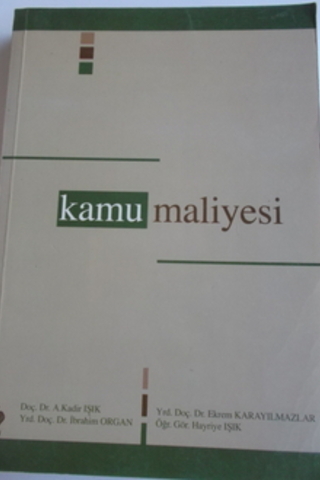 kamu maliyesi
Doç. Dr. A.Kadir IŞIK
Yrd. Doç. Dr. İbrahim ORGAN
Yrd. Doç. Dr. Ekrem KARAYILMAZLAR
Öğr. Gör. Hayriye IŞIK